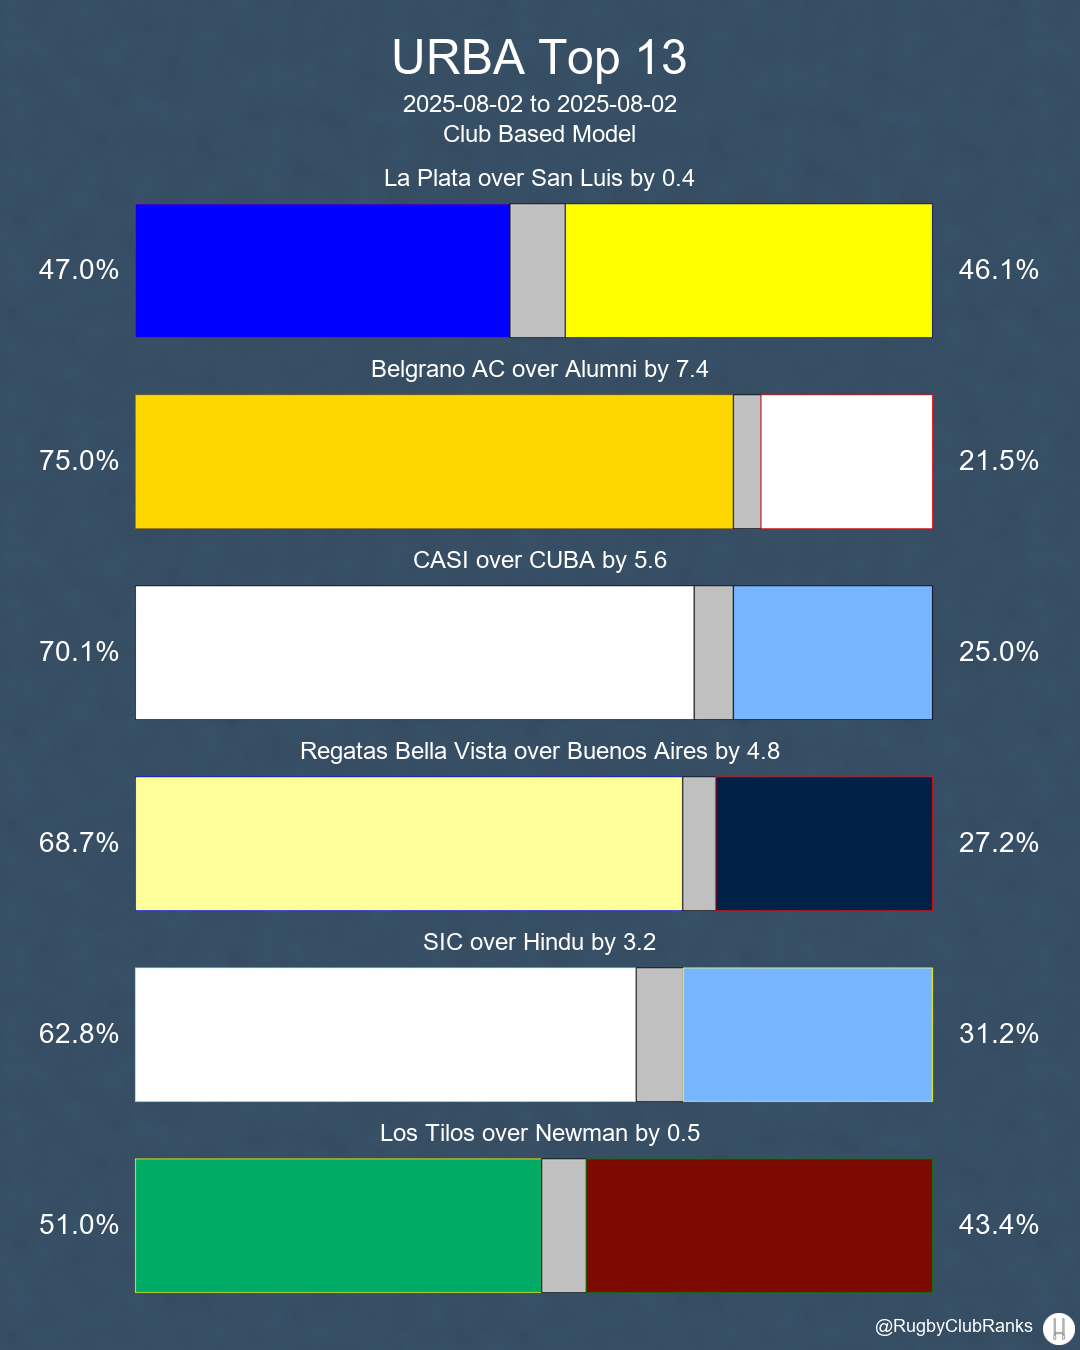 URBA Top 13
2025-08-02 to 2025-08-02
Club Based Model
La Plata over San Luis by 0.4
47.0%
46.1%
Belgrano AC over Alumni by 7.4
75.0%
21.5%
CASI over CUBA by 5.6
70.1%
25.0%
Regatas Bella Vista over Buenos Aires by 4.8
68.7%
27.2%
SIC over Hindu by 3.2
62.8%
31.2%
Los Tilos over Newman by 0.5
51.0%
43.4%
@RugbyClubRanks